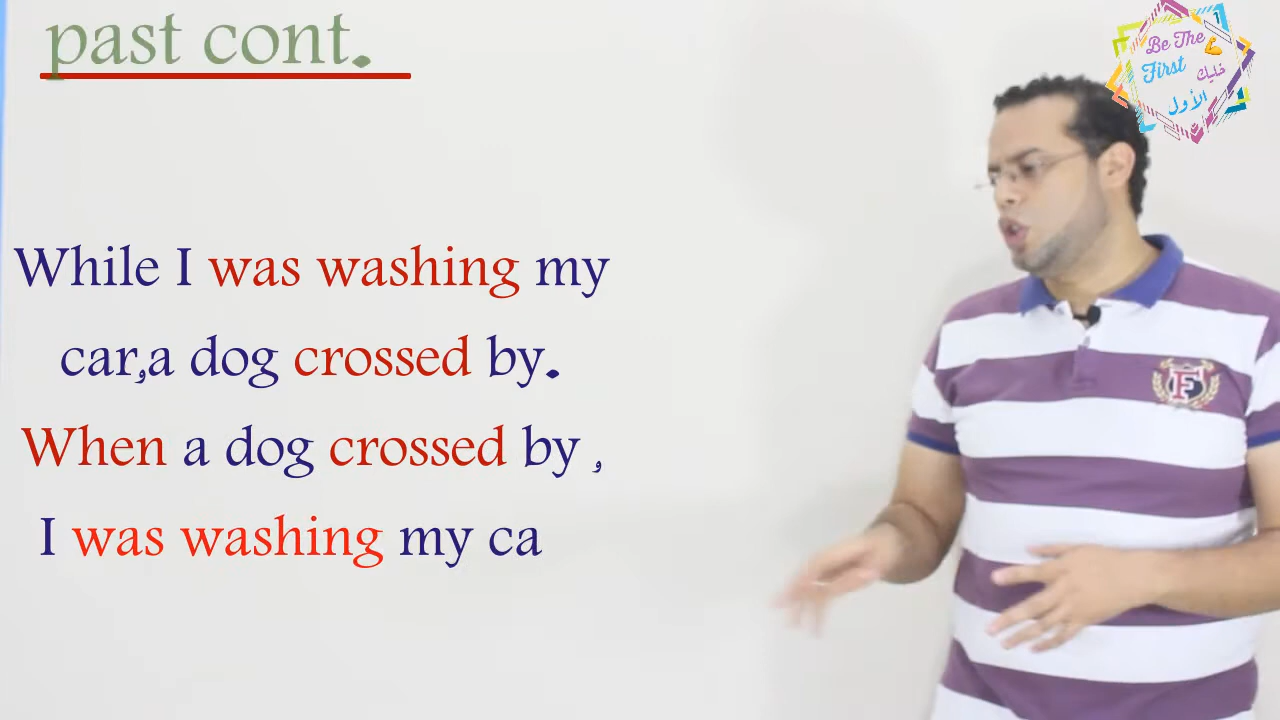 past cont.
While I was washing my
car,a dog crossed by.
When a dog crossed by ,
I was washing my ca
Be The
First
خليك
الأول
1
F